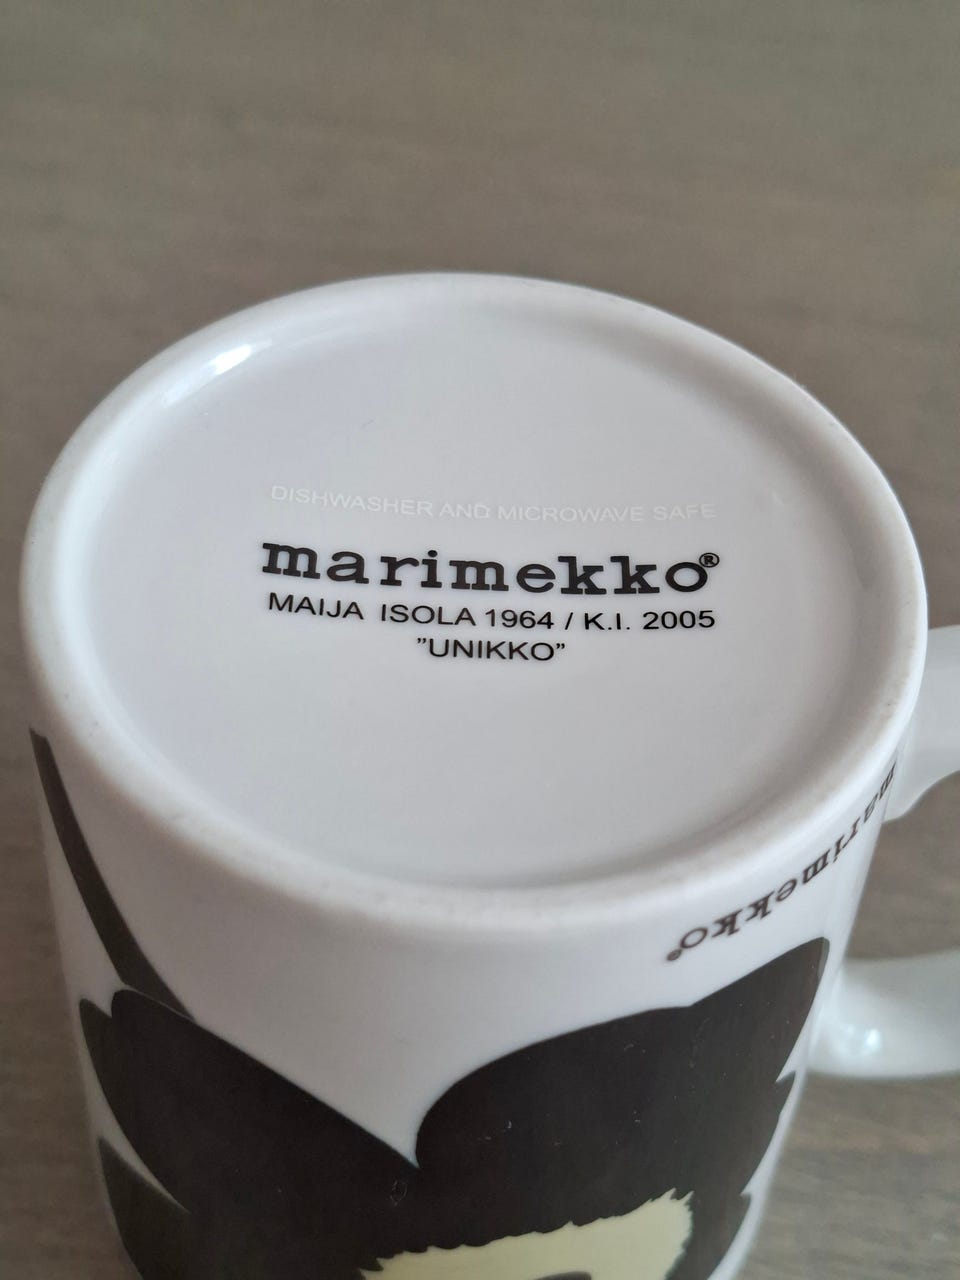 DISHWASHER AND MICROWAVE SAFE
marimekko®
MAIJA ISOLA 1964 / K.I. 2005
”UNIKKO”
marimekko®